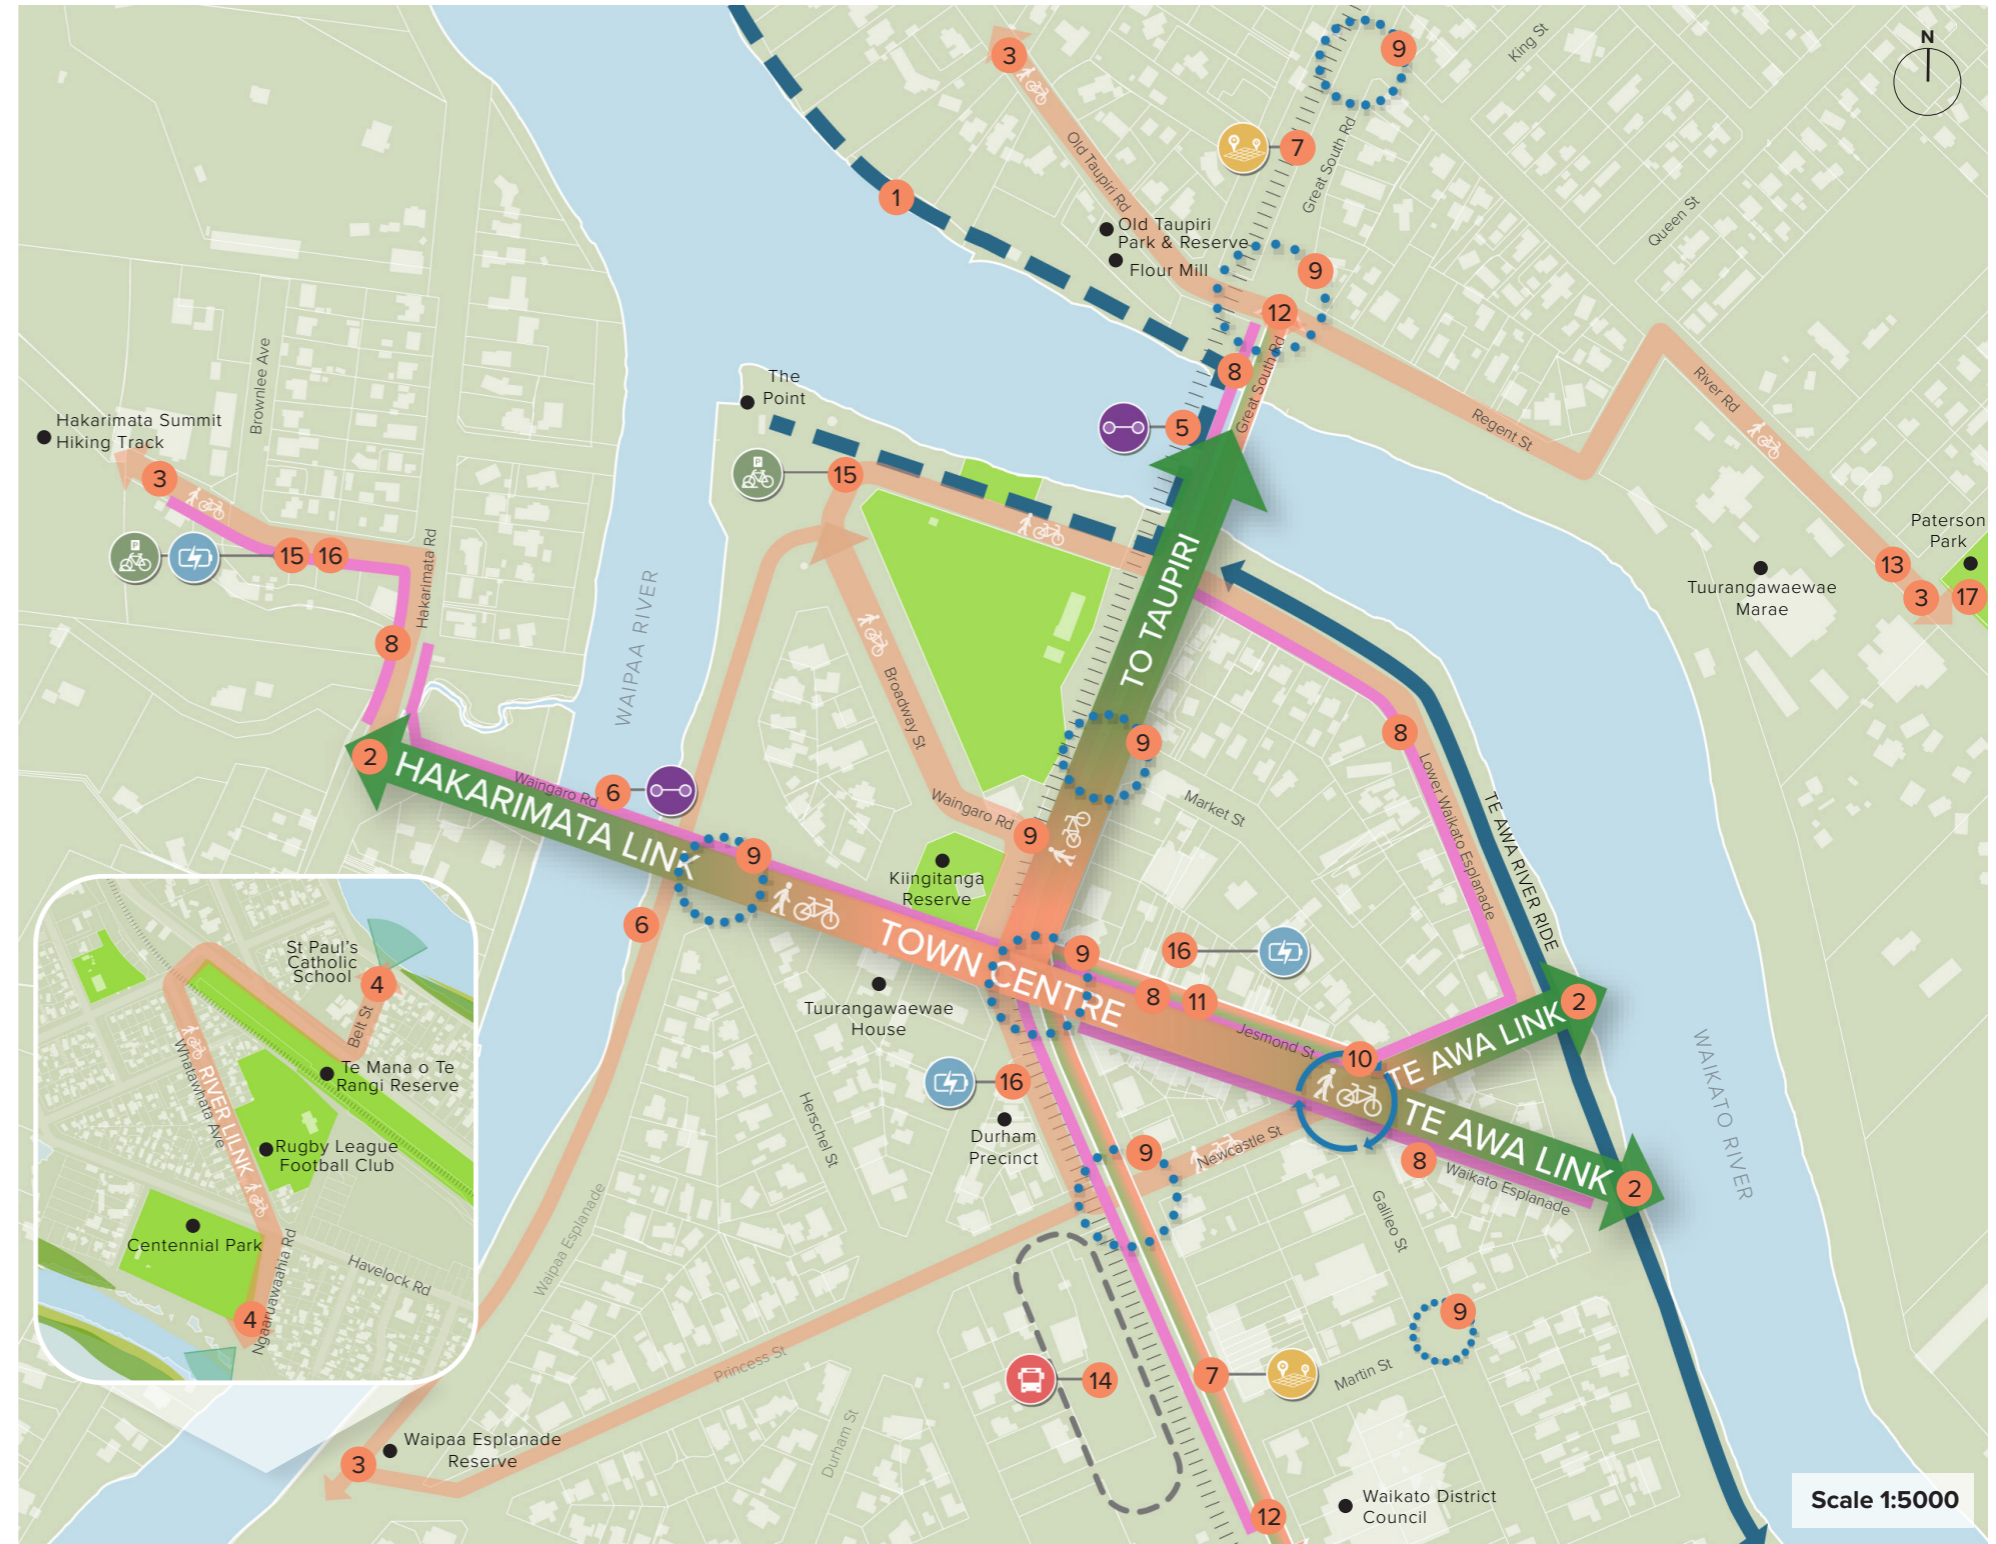 N
King St
3
9
7
Great South Rd
Old Taupiri Rd
1
Queen St
Old Taupiri
Park & Reserve
Flour Mill
9
12
8
Great South Rd
Brownlee Ave
The
Point
River Rd
Regent St
Hakarimata Summit
Hiking Track
3
5
15
P
P
15
16
Hakarimata Rd
Paterson
Park
13
3
17
Tuurangawaewae
Marae
TO TAUPIRI
WAIPAA RIVER
8
Broadway St
8
9
2
HAKARIMATA LINK
Waingaro Rd
6
Market St
Lower Waikato Esplanade
TE AWA RIVER RIDE
Waingaro Rd
9
9
Kiingitanga
Reserve
6
TOWN CENTRE
9
16
8
11
Jesmond St
2
TE AWA LINK
10
Tuurangawaewae
House
16
Durham
Precinct
Herschel St
9
Newcastle St
TE AWA LINK
2
8
Waikato Esplanade
WAIKATO RIVER
Galileo St
St Paul's
Catholic
School
4
Belt St
Te Mana o Te
Rangi Reserve
Whatawhata Ave
RIVER LILNK
Rugby League
Football Club
Centennial Park
Havelock Rd
4
Ngaaruawaahia Rd
Waipaa Esplanade
Princess St
9
Martin St
14
7
Durham St
Waipaa Esplanade
Reserve
3
12
Waikato District
Council
Scale 1:5000